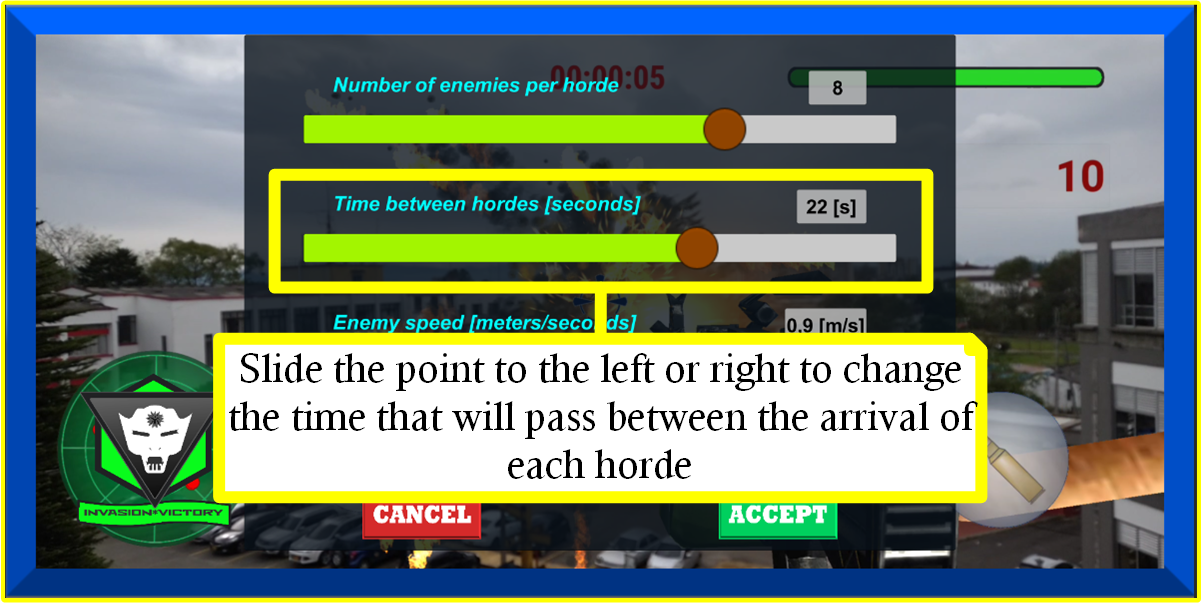 00:00:05
Number of enemies per horde
8
10
Time between hordes [seconds]
22 [s]
Enemy speed [meters/seconds]
0,9 [m/s]
Slide the point to the left or right to change
the time that will pass between the arrival of
each horde
INVASION VICTORY
CANCEL
ACCEPT